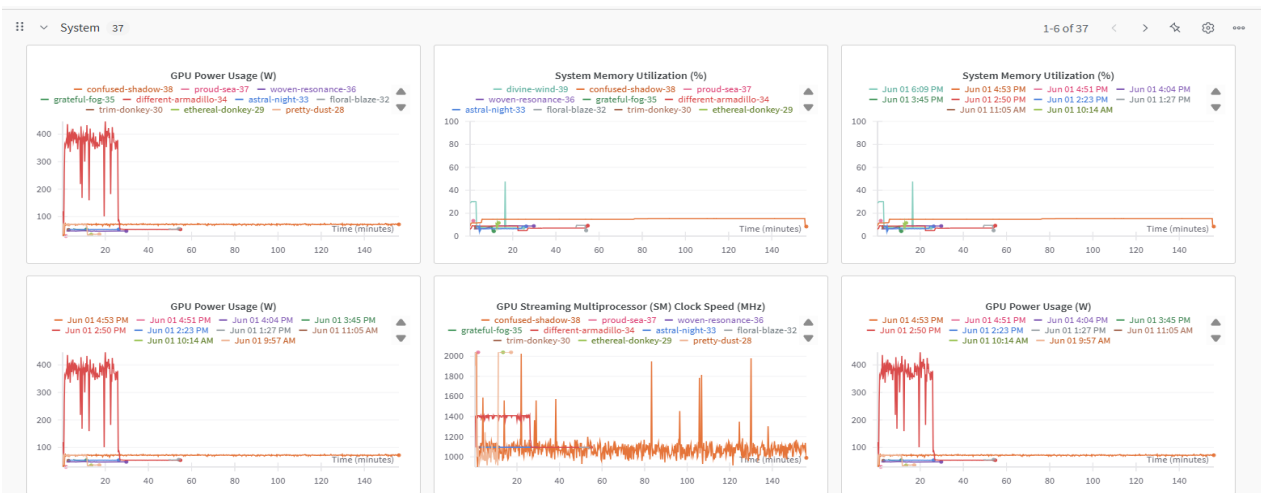 System 37
1-6 of 37
GPU Power Usage (W)
confused-shadow-38 proud-sea-37 woven-resonance-36
grateful-fog-35 different-armadillo-34 astral-night-33 floral-blaze-32
trim-donkey-30 ethereal-donkey-29 pretty-dust-28
400
300
200
100
Time (minutes)
20 40 60 80 100 120 140
System Memory Utilization (%)
divine-wind-39 confused-shadow-38 proud-sea-37
woven-resonance-36 grateful-fog-35 different-armadillo-34
astral-night-33 floral-blaze-32 trim-donkey-30 ethereal-donkey-29
100
80
60
40
20
0
Time (minutes)
20 40 60 80 100 120 140
System Memory Utilization (%)
Jun 01 6:09 PM Jun 01 4:53 PM Jun 01 4:51 PM Jun 01 4:04 PM
Jun 01 3:45 PM Jun 01 2:50 PM Jun 01 2:23 PM Jun 01 1:27 PM
Jun 01 11:05 AM Jun 01 10:14 AM
100
80
60
40
20
0
Time (minutes)
20 40 60 80 100 120 140
GPU Power Usage (W)
Jun 01 4:53 PM Jun 01 4:51 PM Jun 01 4:04 PM Jun 01 3:45 PM
Jun 01 2:50 PM Jun 01 2:23 PM Jun 01 1:27 PM Jun 01 11:05 AM
Jun 01 10:14 AM Jun 01 9:57 AM
400
300
200
100
Time (minutes)
20 40 60 80 100 120 140
GPU Streaming Multiprocessor (SM) Clock Speed (MHz)
confused-shadow-38 proud-sea-37 woven-resonance-36
grateful-fog-35 different-armadillo-34 astral-night-33 floral-blaze-32
trim-donkey-30 ethereal-donkey-29 pretty-dust-28
2000
1800
1600
1400
1200
1000
Time (minutes)
20 40 60 80 100 120 140
GPU Power Usage (W)
Jun 01 4:53 PM Jun 01 4:51 PM Jun 01 4:04 PM Jun 01 3:45 PM
Jun 01 2:50 PM Jun 01 2:23 PM Jun 01 1:27 PM Jun 01 11:05 AM
Jun 01 10:14 AM Jun 01 9:57 AM
400
300
200
100
Time (minutes)
20 40 60 80 100 120 140